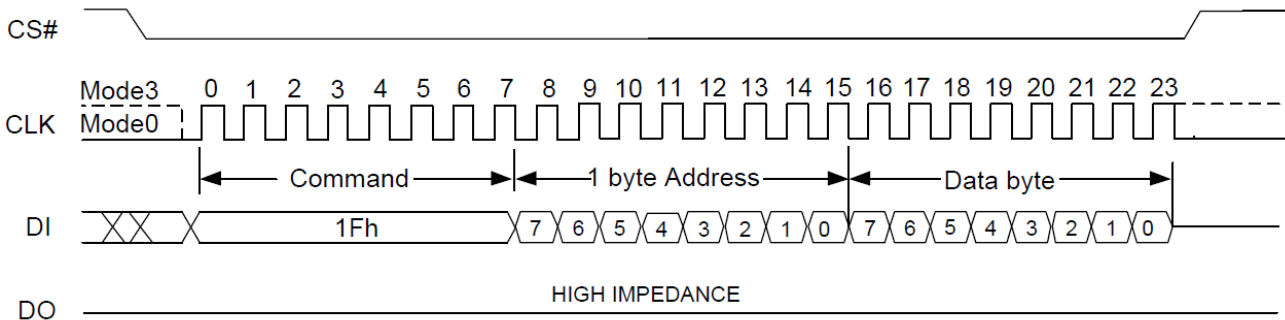 CS#
Mode3 0 1 2 3 4 5 6 7 8 9 10 11 12 13 14 15 16 17 18 19 20 21 22 23
CLK Mode0
Command 1 byte Address Data byte
DI 1Fh 7 6 5 4 3 2 1 0 7 6 5 4 3 2 1 0
HIGH IMPEDANCE
DO